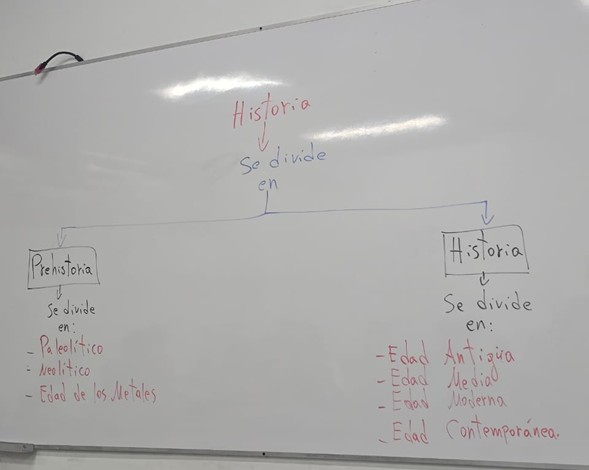 Historia
Se divide
en
Prehistoria
Se divide
en:
- Paleolítico
- Neolítico
- Edad de los Metales
Historia
Se divide
en:
- Edad Antigüa
- Edad Media
- Edad Moderna
- Edad Contemporánea.